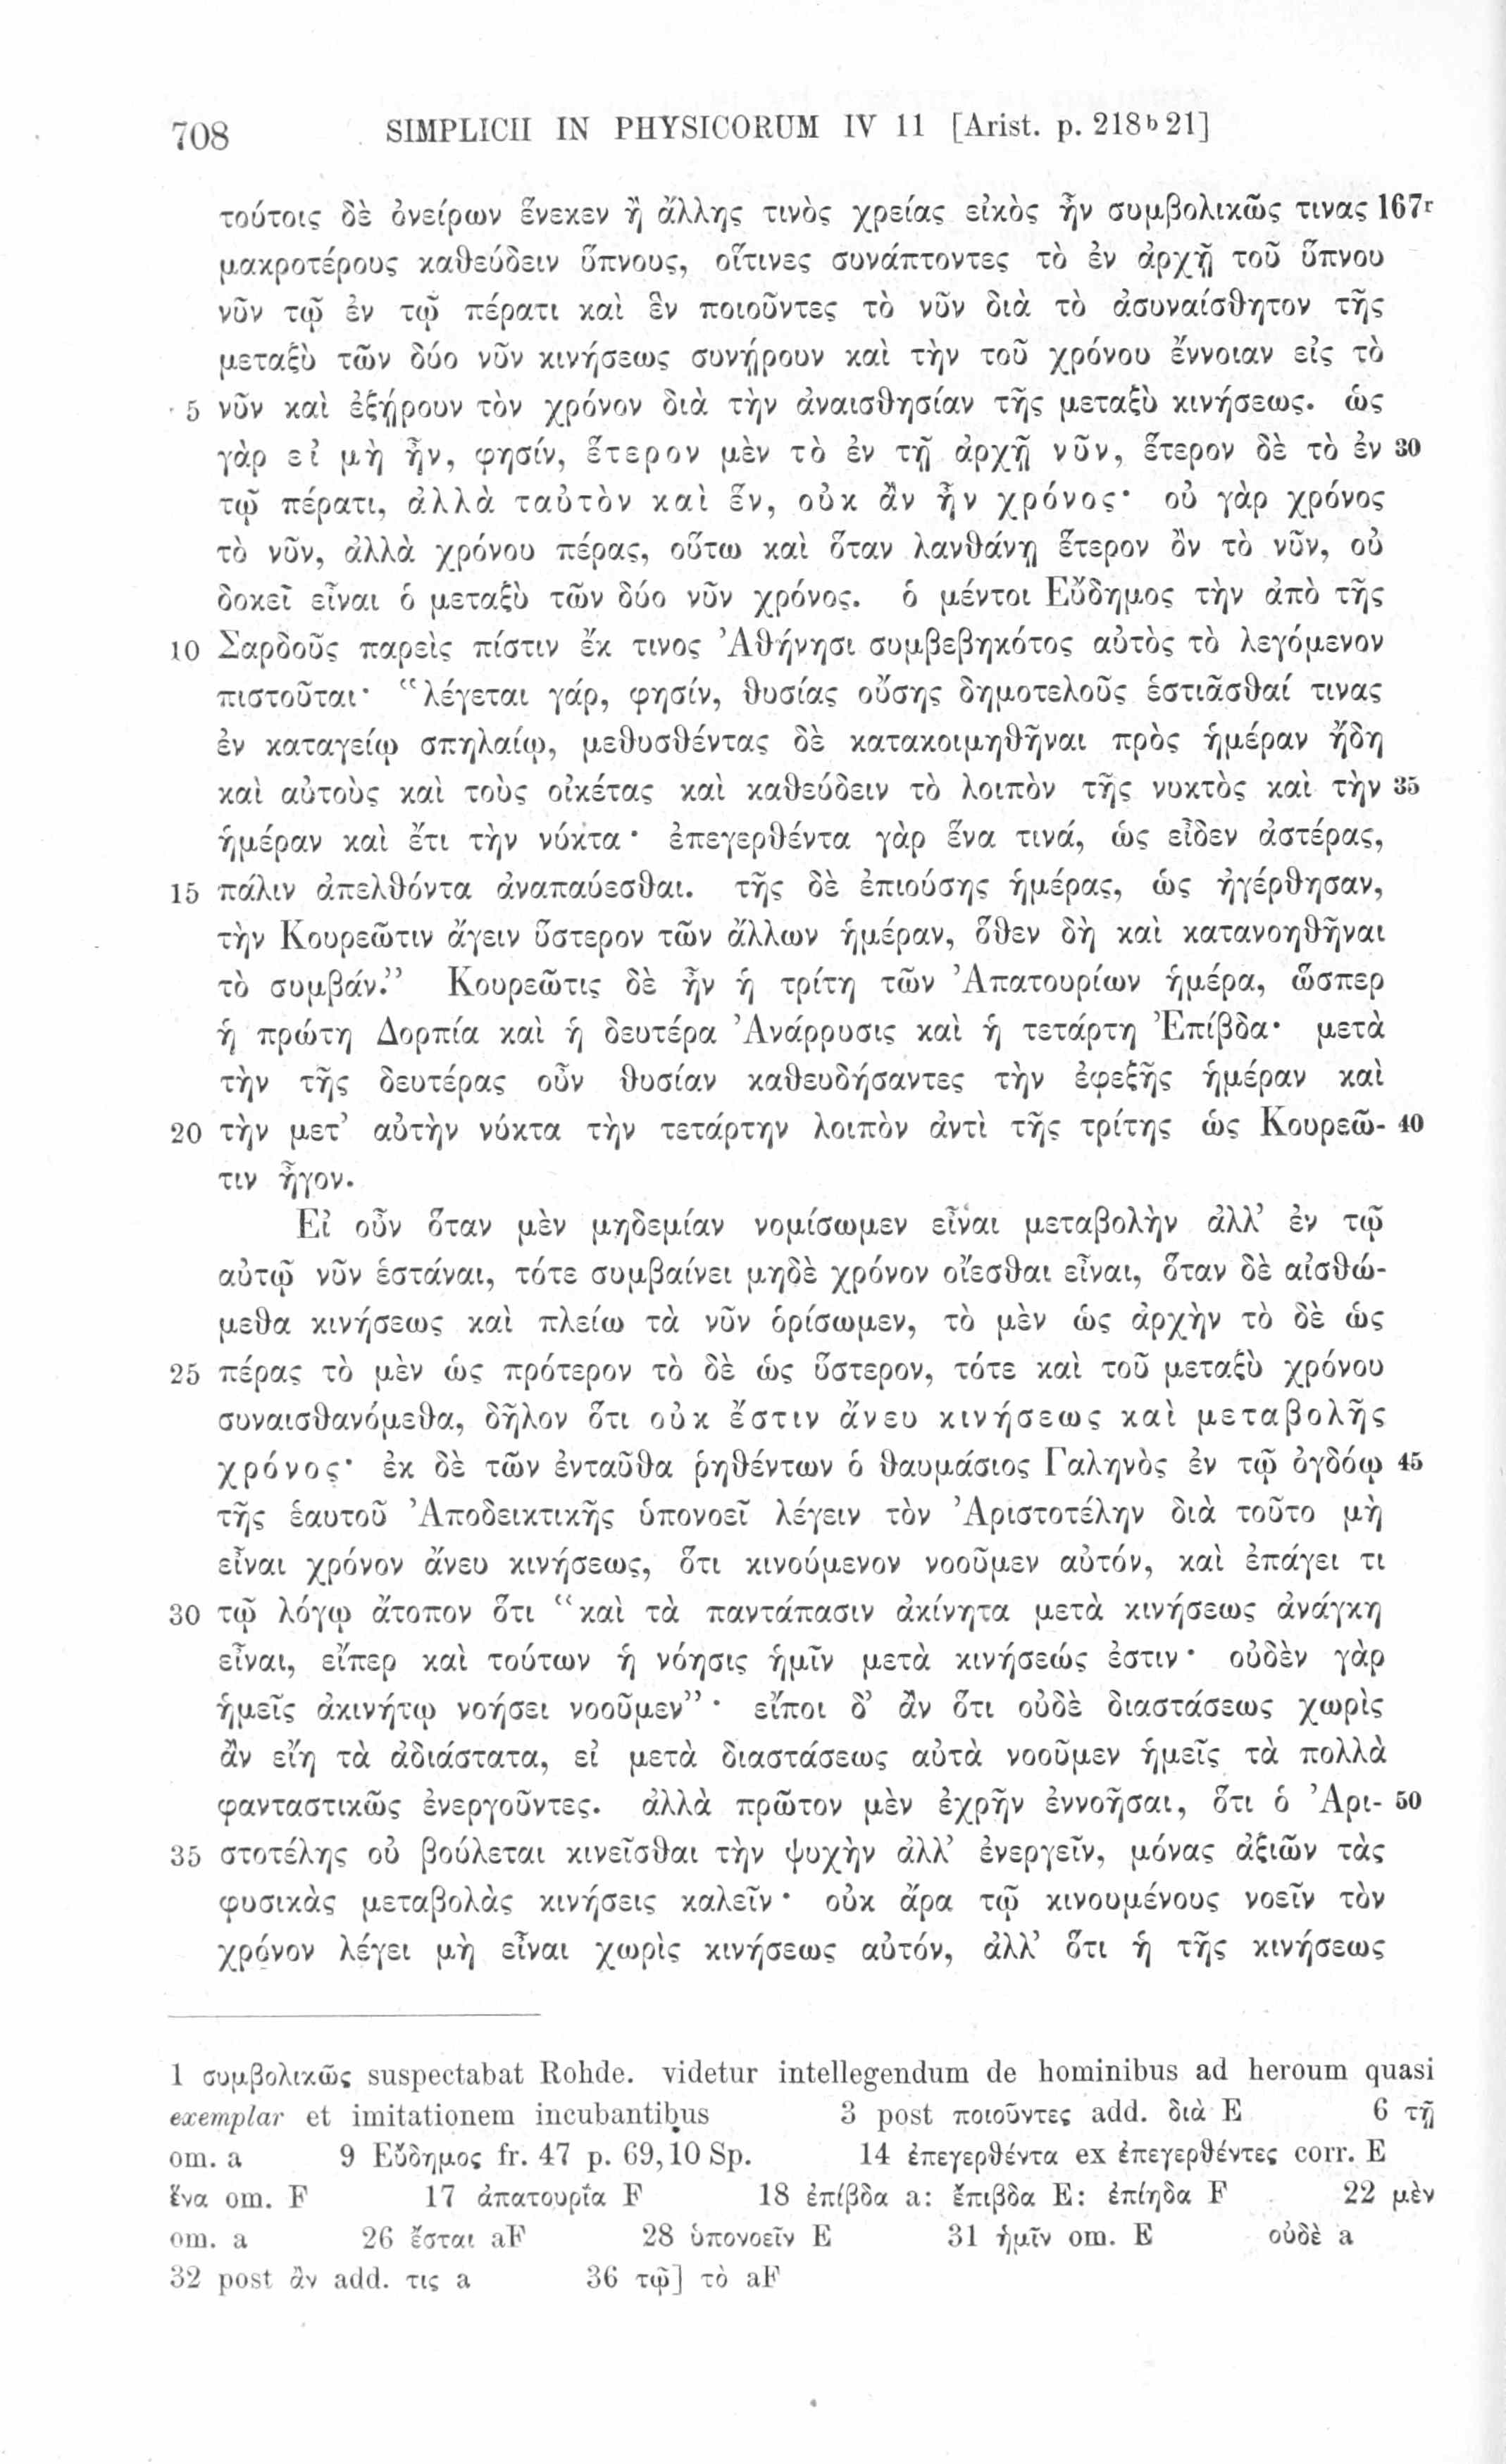 708 SIMPLICII IN PHYSICORUM IV 11 [Arist. p. 218b21]
τούτοις δὲ ὀνείρων ἕνεκεν ἢ ἄλλης τινὸς χρείας εἰκὸς ἦν συμβολικῶς τινας 167r
μακροτέρους καθεύδειν ὕπνους, οἵτινες συνάπτοντες τὸ ἐν ἀρχῇ τοῦ ὕπνου
νῦν τῷ ἐν τῷ πέρατι καὶ ἓν ποιοῦντες τὸ νῦν διὰ τὸ ἀσυναίσθητον τῆς
μεταξὺ τῶν δύο νῦν κινήσεως συνῄρουν καὶ τὴν τοῦ χρόνου ἔννοιαν εἰς τὸ
5 νῦν καὶ ἐξῄρουν τὸν χρόνον διὰ τὴν ἀναισθησίαν τῆς μεταξὺ κινήσεως. ὡς
γὰρ εἰ μὴ ἦν, φησίν, ἕτερον μὲν τὸ ἐν τῇ ἀρχῇ νῦν, ἕτερον δὲ τὸ ἐν 30
τῷ πέρατι, ἀλλὰ ταὐτὸν καὶ ἕν, οὐκ ἂν ἦν χρόνος· οὐ γὰρ χρόνος
τὸ νῦν, ἀλλὰ χρόνου πέρας, οὕτω καὶ ὅταν λανθάνῃ ἕτερον ὂν τὸ νῦν, οὐ
δοκεῖ εἶναι ὁ μεταξὺ τῶν δύο νῦν χρόνος. ὁ μέντοι Εὔδημος τὴν ἀπὸ τῆς
10 Σαρδοῦς παρεὶς πίστιν ἔκ τινος Ἀθήνησι συμβεβηκότος αὐτὸς τὸ λεγόμενον
πιστοῦται· “λέγεται γάρ, φησίν, θυσίας οὔσης δημοτελοῦς ἑστιᾶσθαί τινας
ἐν καταγείῳ σπηλαίῳ, μεθυσθέντας δὲ κατακοιμηθῆναι πρὸς ἡμέραν ἤδη
καὶ αὐτοὺς καὶ τοὺς οἰκέτας καὶ καθεύδειν τὸ λοιπὸν τῆς νυκτὸς καὶ τὴν 35
ἡμέραν καὶ ἔτι τὴν νύκτα· ἐπεγερθέντα γὰρ ἕνα τινά, ὡς εἶδεν ἀστέρας,
15 πάλιν ἀπελθόντα ἀναπαύεσθαι. τῆς δὲ ἐπιούσης ἡμέρας, ὡς ἠγέρθησαν,
τὴν Κουρεῶτιν ἄγειν ὕστερον τῶν ἄλλων ἡμέραν, ὅθεν δὴ καὶ κατανοηθῆναι
τὸ συμβάν.” Κουρεῶτις δὲ ἦν ἡ τρίτη τῶν Ἀπατουρίων ἡμέρα, ὥσπερ
ἡ πρώτη Δορπία καὶ ἡ δευτέρα Ἀνάρρυσις καὶ ἡ τετάρτη Ἐπίβδα· μετὰ
τὴν τῆς δευτέρας οὖν θυσίαν καθευδήσαντες τὴν ἐφεξῆς ἡμέραν καὶ
20 τὴν μετ’ αὐτὴν νύκτα τὴν τετάρτην λοιπὸν ἀντὶ τῆς τρίτης ὡς Κουρεῶ- 40
τιν ἦγον.
Εἰ οὖν ὅταν μὲν μηδεμίαν νομίσωμεν εἶναι μεταβολὴν ἀλλ’ ἐν τῷ
αὐτῷ νῦν ἑστάναι, τότε συμβαίνει μηδὲ χρόνον οἴεσθαι εἶναι, ὅταν δὲ αἰσθώ-
μεθα κινήσεως καὶ πλείω τὰ νῦν ὁρίσωμεν, τὸ μὲν ὡς ἀρχὴν τὸ δὲ ὡς
25 πέρας τὸ μὲν ὡς πρότερον τὸ δὲ ὡς ὕστερον, τότε καὶ τοῦ μεταξὺ χρόνου
συναισθανόμεθα, δῆλον ὅτι οὐκ ἔστιν ἄνευ κινήσεως καὶ μεταβολῆς
χρόνος· ἐκ δὲ τῶν ἐνταῦθα ῥηθέντων ὁ θαυμάσιος Γαληνὸς ἐν τῷ ὀγδόῳ 45
τῆς ἑαυτοῦ Ἀποδεικτικῆς ὑπονοεῖ λέγειν τὸν Ἀριστοτέλην διὰ τοῦτο μὴ
εἶναι χρόνον ἄνευ κινήσεως, ὅτι κινούμενον νοοῦμεν αὐτόν, καὶ ἐπάγει τι
30 τῷ λόγῳ ἄτοπον ὅτι “καὶ τὰ παντάπασιν ἀκίνητα μετὰ κινήσεως ἀνάγκη
εἶναι, εἴπερ καὶ τούτων ἡ νόησις ἡμῖν μετὰ κινήσεώς ἐστιν· οὐδὲν γὰρ
ἡμεῖς ἀκινήτῳ νοήσει νοοῦμεν”· εἴποι δ’ ἂν ὅτι οὐδὲ διαστάσεως χωρὶς
ἂν εἴη τὰ ἀδιάστατα, εἰ μετὰ διαστάσεως αὐτὰ νοοῦμεν ἡμεῖς τὰ πολλὰ
φανταστικῶς ἐνεργοῦντες. ἀλλὰ πρῶτον μὲν ἐχρῆν ἐννοῆσαι, ὅτι ὁ Ἀρι- 50
35 στοτέλης οὐ βούλεται κινεῖσθαι τὴν ψυχὴν ἀλλ’ ἐνεργεῖν, μόνας ἀξιῶν τὰς
φυσικὰς μεταβολὰς κινήσεις καλεῖν· οὐκ ἄρα τῷ κινουμένους νοεῖν τὸν
χρόνον λέγει μὴ εἶναι χωρὶς κινήσεως αὐτόν, ἀλλ’ ὅτι ἡ τῆς κινήσεως
1 συμβολικῶς suspectabat Rohde. videtur intellegendum de hominibus ad heroum quasi
exemplar et imitationem incubantibus 3 post ποιοῦντες add. διὰ E 6 τῇ
om. a 9 Εὔδημος fr. 47 p. 69,10 Sp. 14 ἐπεγερθέντα ex ἐπεγερθέντες corr. E
ἕνα om. F 17 ἀπατουρῖα F 18 ἐπίβδα a: ἔπιβδα E: ἐπίηδα F 22 μὲν
om. a 26 ἔσται aF 28 ὑπονοεῖν E 31 ἡμῖν om. E οὐδὲ a
32 post ἂν add. τις a 36 τῷ] τὸ aF